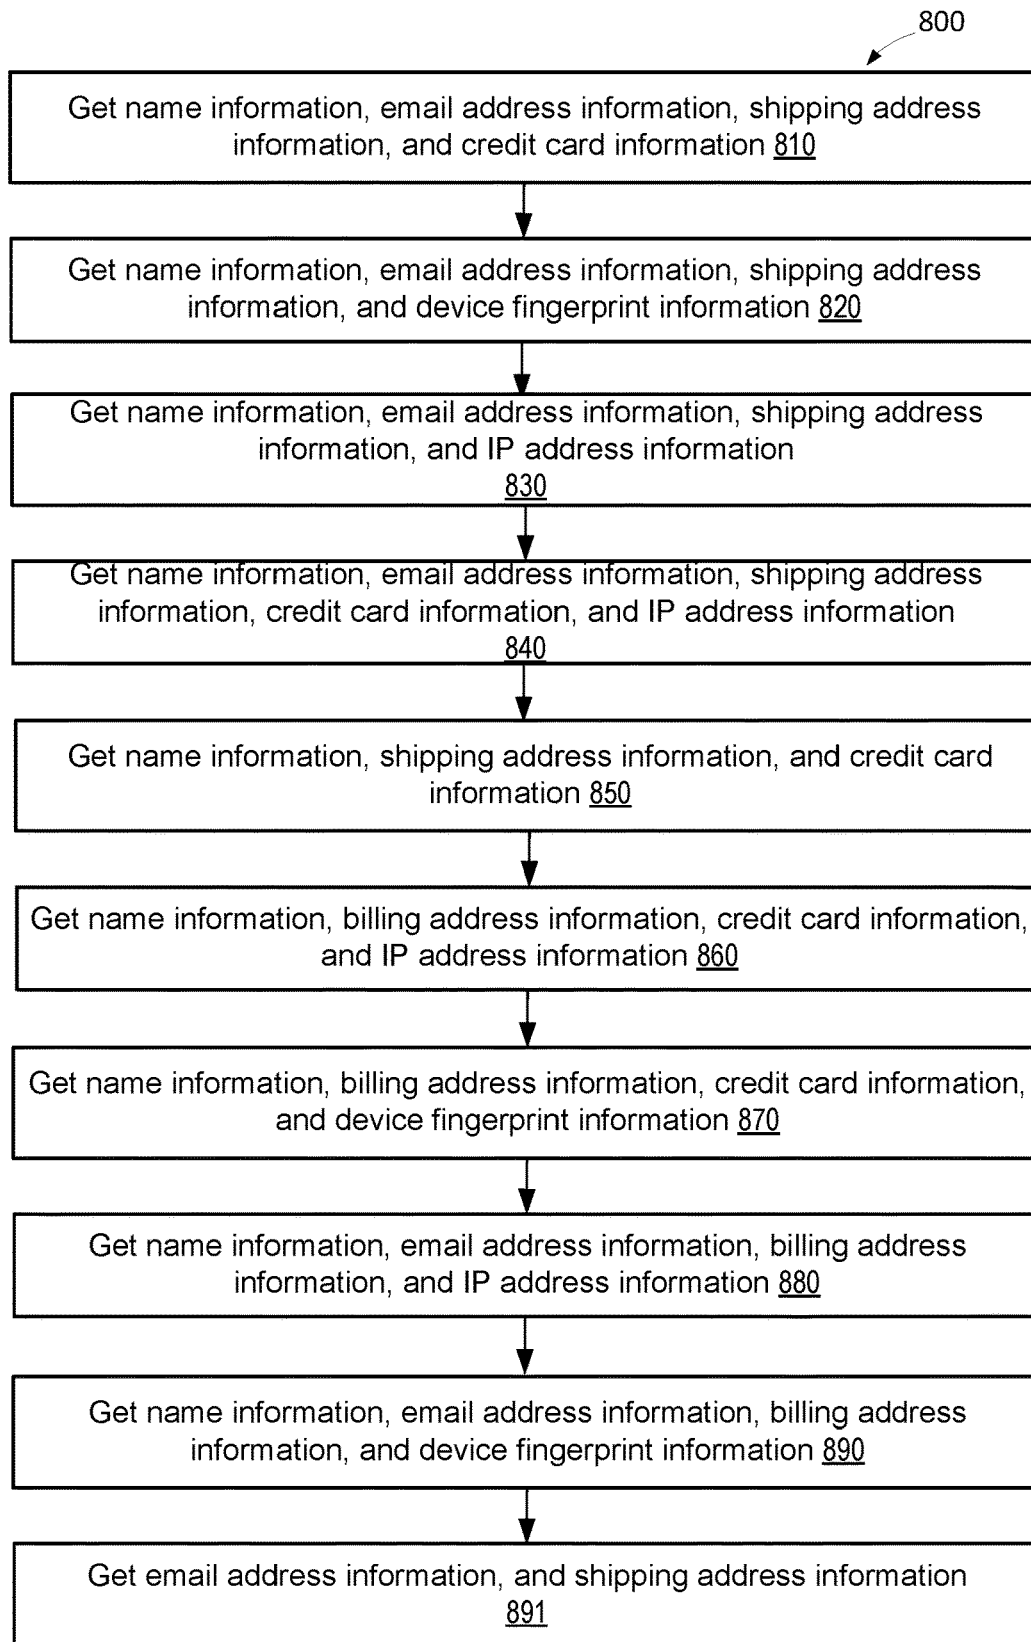 800
Get name information, email address information, shipping address
information, and credit card information 810
Get name information, email address information, shipping address
information, and device fingerprint information 820
Get name information, email address information, shipping address
information, and IP address information
830
Get name information, email address information, shipping address
information, credit card information, and IP address information
840
Get name information, shipping address information, and credit card
information 850
Get name information, billing address information, credit card information,
and IP address information 860
Get name information, billing address information, credit card information,
and device fingerprint information 870
Get name information, email address information, billing address
information, and IP address information 880
Get name information, email address information, billing address
information, and device fingerprint information 890
Get email address information, and shipping address information
891